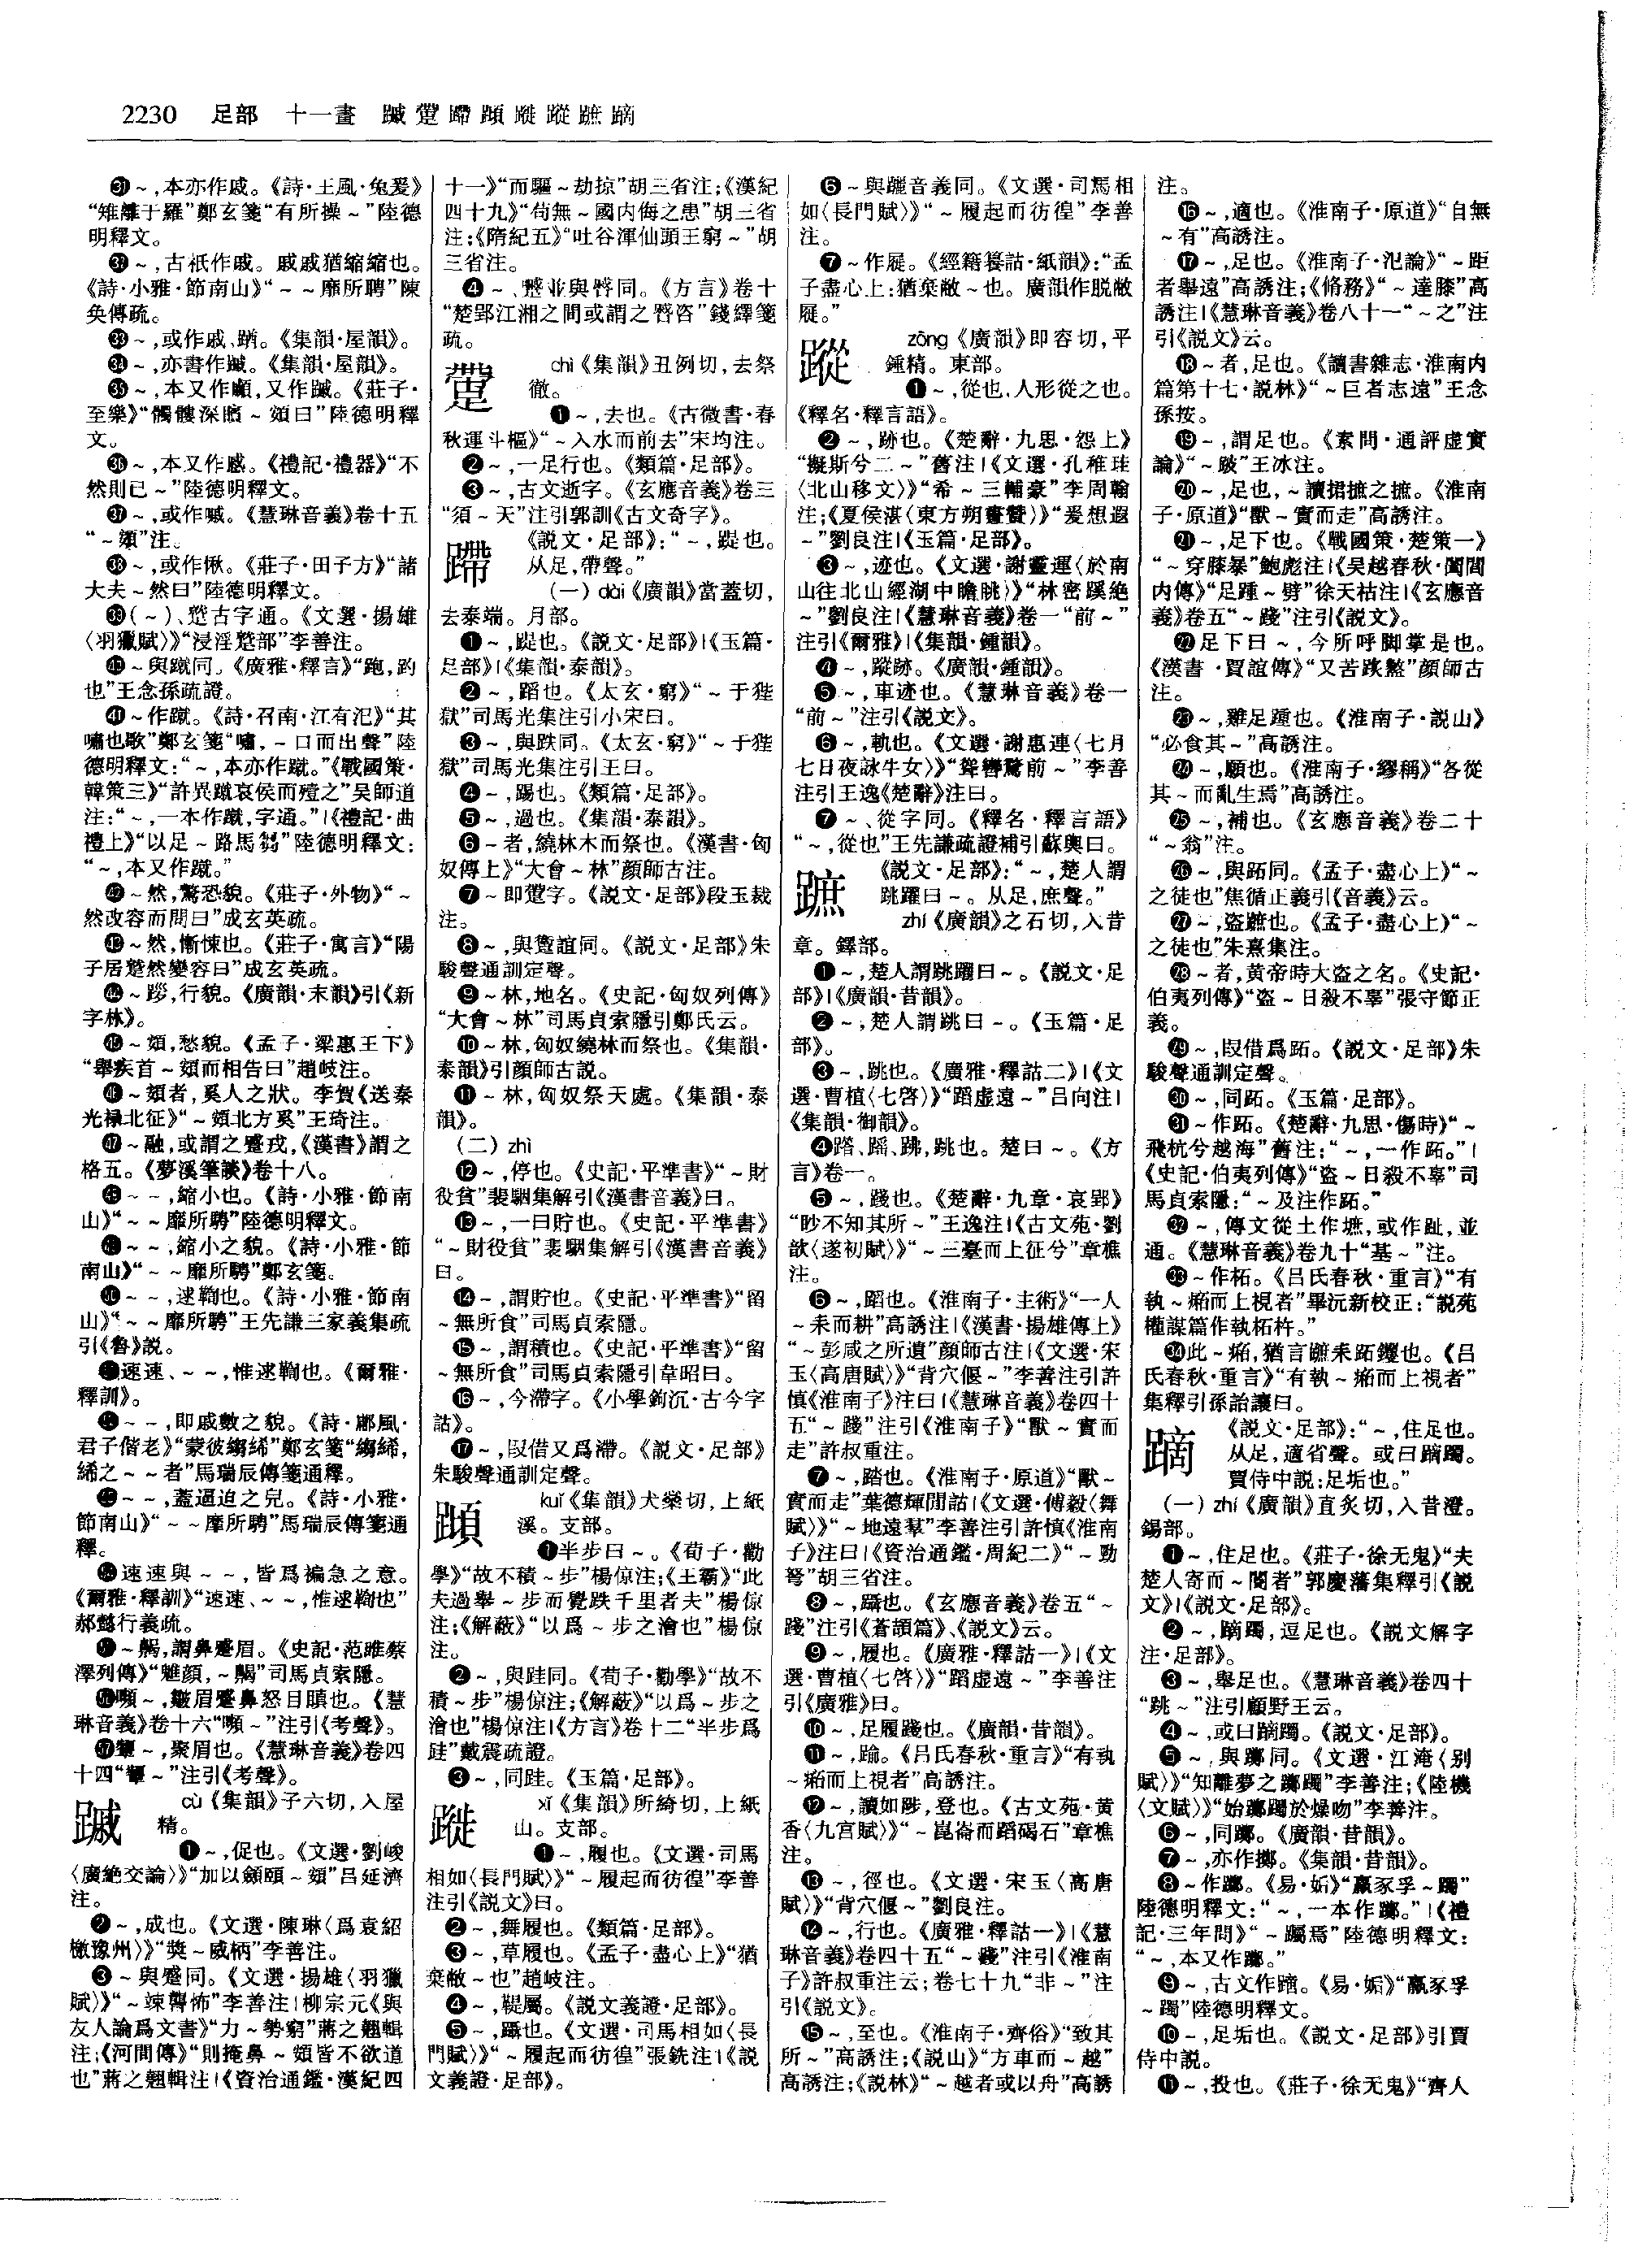 2230 足部 十一畫 蹙䠟蹛䫥蹝蹤蹠蹢
㉛~,本亦作戚。《詩·王風·兔爰》
“雉離于羅”鄭玄箋“有所操~”陸德
明釋文。
㉜~,古祇作戚。戚戚猶縮縮也。
《詩·小雅·節南山》“~~靡所聘”陳
奂傳疏。
㉝~,或作戚、踏。《集韻·屋韻》。
㉞~,亦書作䠞。《集韻·屋韻》。
㉟~,本又作顣,又作䠞。《莊子·
至樂》“髑髏深矉~頞曰”陸德明釋
文。
㊱~,本又作慼。《禮記·禮器》“不
然則已~”陸德明釋文。
㊲~,或作嘁。《慧琳音義》卷十五
“~頞”注。
㊳~,或作愀。《莊子·田子方》“諸
大夫~然曰”陸德明釋文。
㊴(~)、蹵古字通。《文選·揚雄
〈羽獵賦〉》“浸淫蹵部”李善注。
㊵~與蹴同。《廣雅·釋言》“跑,趵
也”王念孫疏證。
㊶~作蹴。《詩·召南·江有汜》“其
嘯也歌”鄭玄箋“嘯,~口而出聲”陸
德明釋文:“~,本亦作蹴。”《戰國策·
韓策三》“許異蹴哀侯而殪之”吴師道
注:“~,一本作蹴,字通。”|《禮記·曲
禮上》“以足~路馬芻”陸德明釋文:
“~,本又作蹴。”
㊷~然,驚恐貌。《莊子·外物》“~
然改容而問曰”成玄英疏。
㊸~然,慚悚也。《莊子·寓言》“陽
子居蹵然變容曰”成玄英疏。
㊹~跻,行貌。《廣韻·末韻》引《新
字林》。
㊺~頞,愁貌。《孟子·梁惠王下》
“舉疾首~頞而相告曰”趙岐注。
㊻~頞者,奚人之狀。李賀《送秦
光禄北征》“~頞北方奚”王琦注。
㊼~融,或謂之蹙戎,《漢書》謂之
格五。《夢溪筆談》卷十八。
㊽~~,縮小也。《詩·小雅·節南
山》“~~靡所騁”陸德明釋文。
㊾~~,縮小之貌。《詩·小雅·節
南山》“~~靡所騁”鄭玄箋。
㊿~~,逑鞫也。《詩·小雅·節南
山》“~~靡所騁”王先謙三家義集疏
引《魯》説。
速速、~~,惟逑鞫也。《爾雅·
釋訓》。
~~,即戚數之貌。《詩·鄘風·
君子偕老》“蒙彼縐絺”鄭玄箋“縐絺,
絺之~~者”馬瑞辰傳箋通釋。
~~,蓋逼迫之皃。《詩·小雅·
節南山》“~~靡所騁”馬瑞辰傳箋通
釋。
速速與~~,皆爲褊急之意。
《爾雅·釋訓》“速速、~~,惟逑鞫也”
郝懿行義疏。
~齃,謂鼻蹙眉。《史記·范雎蔡
澤列傳》“魋顔,~齃”司馬貞索隱。
嚬~,皺眉蹙鼻怒目瞋也。《慧
琳音義》卷十六“嚬~”注引《考聲》。
顰~,聚眉也。《慧琳音義》卷四
十四“顰~”注引《考聲》。
䠞 cù《集韻》子六切,入屋
精。
❶~,促也。《文選·劉峻
〈廣絶交論〉》“加以顩頤~頞”吕延濟
注。
❷~,成也。《文選·陳琳〈爲袁紹
檄豫州〉》“奬~威柄”李善注。
❸~與蹙同。《文選·揚雄〈羽獵
賦〉》“~竦讋怖”李善注|柳宗元《與
友人論爲文書》“力~勢窮”蔣之翹輯
注;《河間傳》“則掩鼻~頞皆不欲道
也”蔣之翹輯注|《資治通鑑·漢紀四
十一》“而驅~劫掠”胡三省注;《漢紀
四十九》“苟無~國内侮之患”胡三省
注;《隋紀五》“吐谷渾仙頭王窮~”胡
三省注。
❹~、慼並與諮同。《方言》卷十
“楚郢江湘之間或謂之諮咨”錢繹箋
疏。
䠟 chì《集韻》丑例切,去祭
徹。
❶~,去也。《古微書·春
秋運斗樞》“~入水而前去”宋均注。
❷~,一足行也。《類篇·足部》。
❸~,古文逝字。《玄應音義》卷三
“須~天”注引郭訓《古文奇字》。
蹛 《説文·足部》:“~,踶也。
从足,帶聲。”
(一) dài《廣韻》當蓋切,
去泰端。月部。
❶~,踶也。《説文·足部》|《玉篇·
足部》|《集韻·泰韻》。
❷~,蹈也。《太玄·窮》“~于狴
獄”司馬光集注引小宋曰。
❸~,與跌同。《太玄·窮》“~于狴
獄”司馬光集注引王曰。
❹~,踢也。《類篇·足部》。
❺~,過也。《集韻·泰韻》。
❻~者,繞林木而祭也。《漢書·匈
奴傳上》“大會~林”顔師古注。
❼~即䠟字。《説文·足部》段玉裁
注。
❽~,與䠟誼同。《説文·足部》朱
駿聲通訓定聲。
❾~林,地名。《史記·匈奴列傳》
“大會~林”司馬貞索隱引鄭氏云。
❿~林,匈奴繞林而祭也。《集韻·
泰韻》引顔師古説。
⓫~林,匈奴祭天處。《集韻·泰
韻》。
(二) zhì
⓬~,停也。《史記·平準書》“~財
役貧”裴駰集解引《漢書音義》曰。
⓭~,一曰貯也。《史記·平準書》
“~財役貧”裴駰集解引《漢書音義》
曰。
⓮~,謂貯也。《史記·平準書》“留
~無所食”司馬貞索隱。
⓯~,謂積也。《史記·平準書》“留
~無所食”司馬貞索隱引韋昭曰。
⓰~,今滯字。《小學鉤沉·古今字
詁》。
⓱~,叚借又爲滯。《説文·足部》
朱駿聲通訓定聲。
䫥 kuǐ《集韻》犬橤切,上紙
溪。支部。
❶半步曰~。《荀子·勸
學》“故不積~步”楊倞注;《王霸》“此
夫過舉~步而覺跌千里者夫”楊倞
注;《解蔽》“以爲~步之澮也”楊倞
注。
❷~,與跬同。《荀子·勸學》“故不
積~步”楊倞注;《解蔽》“以爲~步之
澮也”楊倞注|《方言》卷十二“半步爲
跬”戴震疏證。
❸~,同跬。《玉篇·足部》。
蹝 xǐ《集韻》所綺切,上紙
山。支部。
❶~,履也。《文選·司馬
相如〈長門賦〉》“~履起而彷徨”李善
注引《説文》曰。
❷~,舞履也。《類篇·足部》。
❸~,草履也。《孟子·盡心上》“猶
棄敝~也”趙岐注。
❹~,鞮屬。《説文義證·足部》。
❺~,躡也。《文選·司馬相如〈長
門賦〉》“~履起而彷徨”張銑注|《説
文義證·足部》。
❻~與躧音義同。《文選·司馬相
如〈長門賦〉》“~履起而彷徨”李善
注。
❼~作屣。《經籍籑詁·紙韻》:“孟
子盡心上:猶棄敝~也。廣韻作脱敝
屣。”
蹤 zōng《廣韻》即容切,平
鍾精。東部。
❶~,從也,人形從之也。
《釋名·釋言語》。
❷~,跡也。《楚辭·九思·怨上》
“擬斯兮二~”舊注|《文選·孔稚珪
〈北山移文〉》“希~三輔豪”李周翰
注;《夏侯湛〈東方朔畫贊〉》“爰想遐
~”劉良注|《玉篇·足部》。
❸~,迹也。《文選·謝靈運〈於南
山往北山經湖中瞻眺〉》“林密蹊絶
~”劉良注|《慧琳音義》卷一“前~”
注引《爾雅》|《集韻·鍾韻》。
❹~,蹤跡。《廣韻·鍾韻》。
❺~,車迹也。《慧琳音義》卷一
“前~”注引《説文》。
❻~,軌也。《文選·謝惠連〈七月
七日夜詠牛女〉》“聳轡騖前~”李善
注引王逸《楚辭》注曰。
❼~、從字同。《釋名·釋言語》
“~,從也”王先謙疏證補引蘇輿曰。
蹠 《説文·足部》:“~,楚人謂
跳躍曰~。从足,庶聲。”
zhí《廣韻》之石切,入昔
章。鐸部。
❶~,楚人謂跳躍曰~。《説文·足
部》|《廣韻·昔韻》。
❷~,楚人謂跳曰~。《玉篇·足
部》。
❸~,跳也。《廣雅·釋詁二》|《文
選·曹植〈七啓〉》“蹈虚遠~”吕向注|
《集韻·御韻》。
❹踏、踊、跳,跳也。楚曰~。《方
言》卷一。
❺~,踐也。《楚辭·九章·哀郢》
“眇不知其所~”王逸注|《古文苑·劉
歆〈遂初賦〉》“~三臺而上征兮”章樵
注。
❻~,蹈也。《淮南子·主術》“一人
~耒而耕”高誘注|《漢書·揚雄傳上》
“~彭咸之所遺”顔師古注|《文選·宋
玉〈高唐賦〉》“背穴偃~”李善注引許
慎《淮南子》注曰|《慧琳音義》卷四十
五“~踐”注引《淮南子》“獸~實而
走”許叔重注。
❼~,踏也。《淮南子·原道》“獸~
實而走”葉德輝閒詁|《文選·傅毅〈舞
賦〉》“~地遠羣”李善注引許慎《淮南
子》注曰|《資治通鑑·周紀二》“~勁
弩”胡三省注。
❽~,躡也。《玄應音義》卷五“~
踐”注引《蒼頡篇》、《説文》云。
❾~,履也。《廣雅·釋詁一》|《文
選·曹植〈七啓〉》“蹈虚遠~”李善注
引《廣雅》曰。
❿~,足履踐也。《廣韻·昔韻》。
⓫~,踰。《吕氏春秋·重言》“有執
~㾐而上視者”高誘注。
⓬~,讀如陟,登也。《古文苑·黄
香〈九宫賦〉》“~崑崙而蹈碣石”章樵
注。
⓭~,徑也。《文選·宋玉〈高唐
賦〉》“背穴偃~”劉良注。
⓮~,行也。《廣雅·釋詁一》|《慧
琳音義》卷四十五“~踐”注引《淮南
子》許叔重注云;卷七十九“非~”注
引《説文》。
⓯~,至也。《淮南子·齊俗》“致其
所~”高誘注;《説山》“方車而~越”
高誘注;《説林》“~越者或以舟”高誘
注。
⓰~,適也。《淮南子·原道》“自無
~有”高誘注。
⓱~,足也。《淮南子·氾論》“~距
者舉遠”高誘注;《脩務》“~達膝”高
誘注|《慧琳音義》卷八十一“~之”注
引《説文》云。
⓲~者,足也。《讀書雜志·淮南内
篇第十七·説林》“~巨者志遠”王念
孫按。
⓳~,謂足也。《素問·通評虚實
論》“~跛”王冰注。
⓴~,足也,~讀捃摭之摭。《淮南
子·原道》“獸~實而走”高誘注。
㉑~,足下也。《戰國策·楚策一》
“~穿膝暴”鮑彪注|《吴越春秋·闔閭
内傳》“足踵~劈”徐天祜注|《玄應音
義》卷五“~踐”注引《説文》。
㉒足下曰~,今所呼脚掌是也。
《漢書·賈誼傳》“又苦䟡盭”顔師古
注。
㉓~,雞足踵也。《淮南子·説山》
“必食其~”高誘注。
㉔~,願也。《淮南子·繆稱》“各從
其~而亂生焉”高誘注。
㉕~,補也。《玄應音義》卷二十
“~翁”注。
㉖~,與跖同。《孟子·盡心上》“~
之徒也”焦循正義引《音義》云。
㉗~,盗蹠也。《孟子·盡心上》“~
之徒也”朱熹集注。
㉘~者,黄帝時大盗之名。《史記·
伯夷列傳》“盗~日殺不辜”張守節正
義。
㉙~,叚借爲跖。《説文·足部》朱
駿聲通訓定聲。
㉚~,同跖。《玉篇·足部》。
㉛~作跖。《楚辭·九思·傷時》“~
飛杭兮越海”舊注:“~,一作跖。”|
《史記·伯夷列傳》“盗~日殺不辜”司
馬貞索隱:“~及注作跖。”
㉜~,傳文從土作墌,或作趾,並
通。《慧琳音義》卷九十“基~”注。
㉝~作柘。《吕氏春秋·重言》“有
執~㾐而上視者”畢沅新校正:“説苑
權謀篇作執柘杵。”
㉞此~㾐,猶言蹠耒跖钁也。《吕
氏春秋·重言》“有執~㾐而上視者”
集釋引孫詒讓曰。
蹢 《説文·足部》:“~,住足也。
从足,適省聲。或曰蹢躅。
賈侍中説:足垢也。”
(一) zhí《廣韻》直炙切,入昔澄。
錫部。
❶~,住足也。《莊子·徐无鬼》“夫
楚人寄而~閽者”郭慶藩集釋引《説
文》|《説文·足部》。
❷~,蹢躅,逗足也。《説文解字
注·足部》。
❸~,舉足也。《慧琳音義》卷四十
“跳~”注引顧野王云。
❹~,或曰蹢躅。《説文·足部》。
❺~,與躑同。《文選·江淹〈别
賦〉》“知離夢之躑躅”李善注;《陸機
〈文賦〉》“始躑躅於燥吻”李善注。
❻~,同躑。《廣韻·昔韻》。
❼~,亦作擲。《集韻·昔韻》。
❽~作躑。《易·姤》“羸豕孚~躅”
陸德明釋文:“~,一本作躑。”|《禮
記·三年問》“~躅焉”陸德明釋文:
“~,本又作躑。”
❾~,古文作蹢。《易·姤》“羸豕孚
~躅”陸德明釋文。
❿~,足垢也。《説文·足部》引賈
侍中説。
⓫~,投也。《莊子·徐无鬼》“齊人